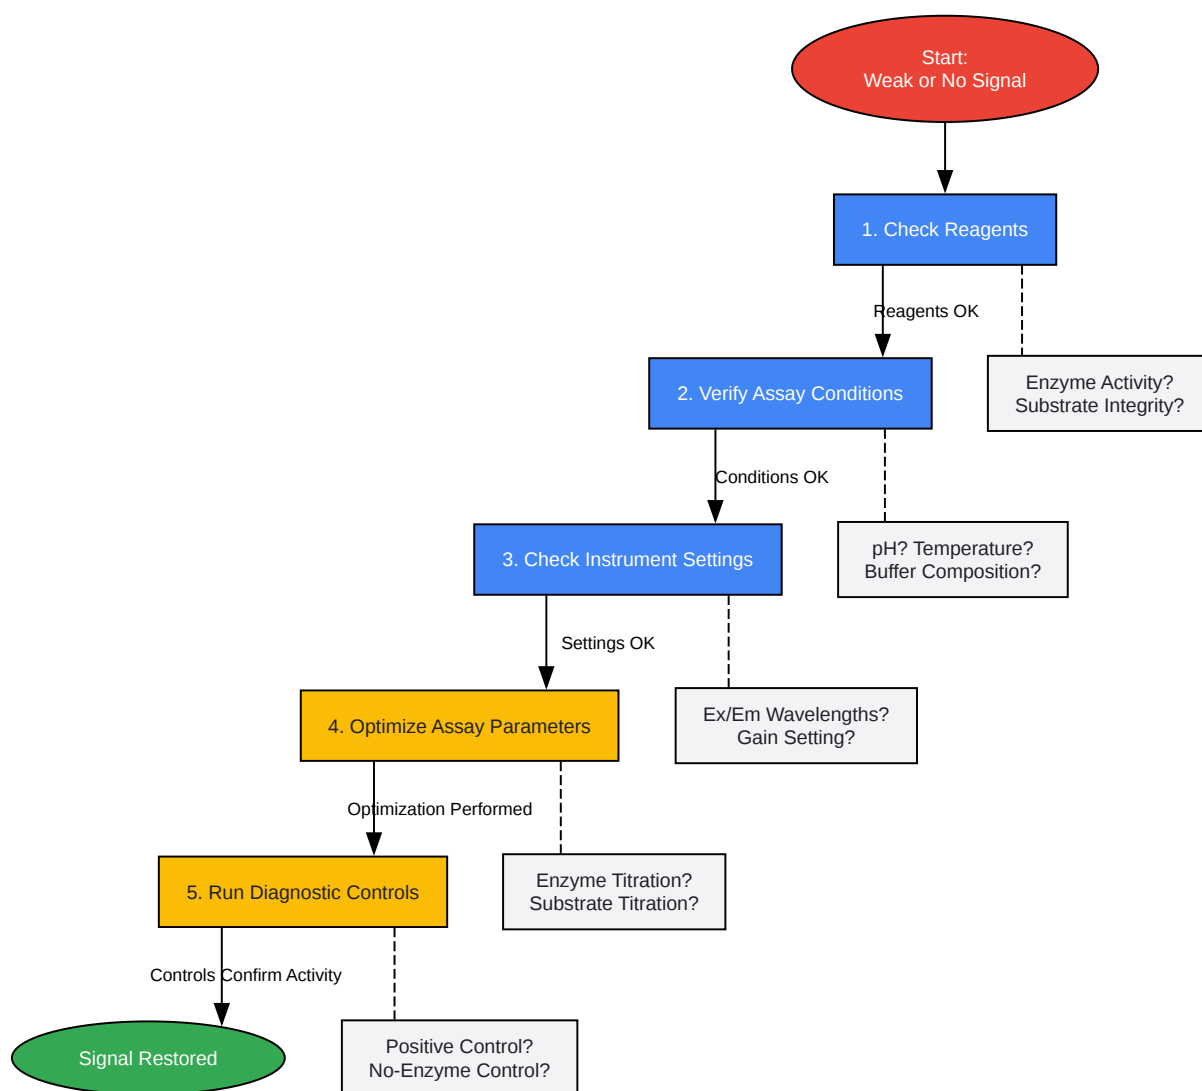 Start:
Weak or No Signal
1. Check Reagents
Reagents OK
Enzyme Activity?
Substrate Integrity?
2. Verify Assay Conditions
Conditions OK
pH? Temperature?
Buffer Composition?
3. Check Instrument Settings
Settings OK
Ex/Em Wavelengths?
Gain Setting?
4. Optimize Assay Parameters
Optimization Performed
Enzyme Titration?
Substrate Titration?
5. Run Diagnostic Controls
Controls Confirm Activity
Positive Control?
No-Enzyme Control?
Signal Restored